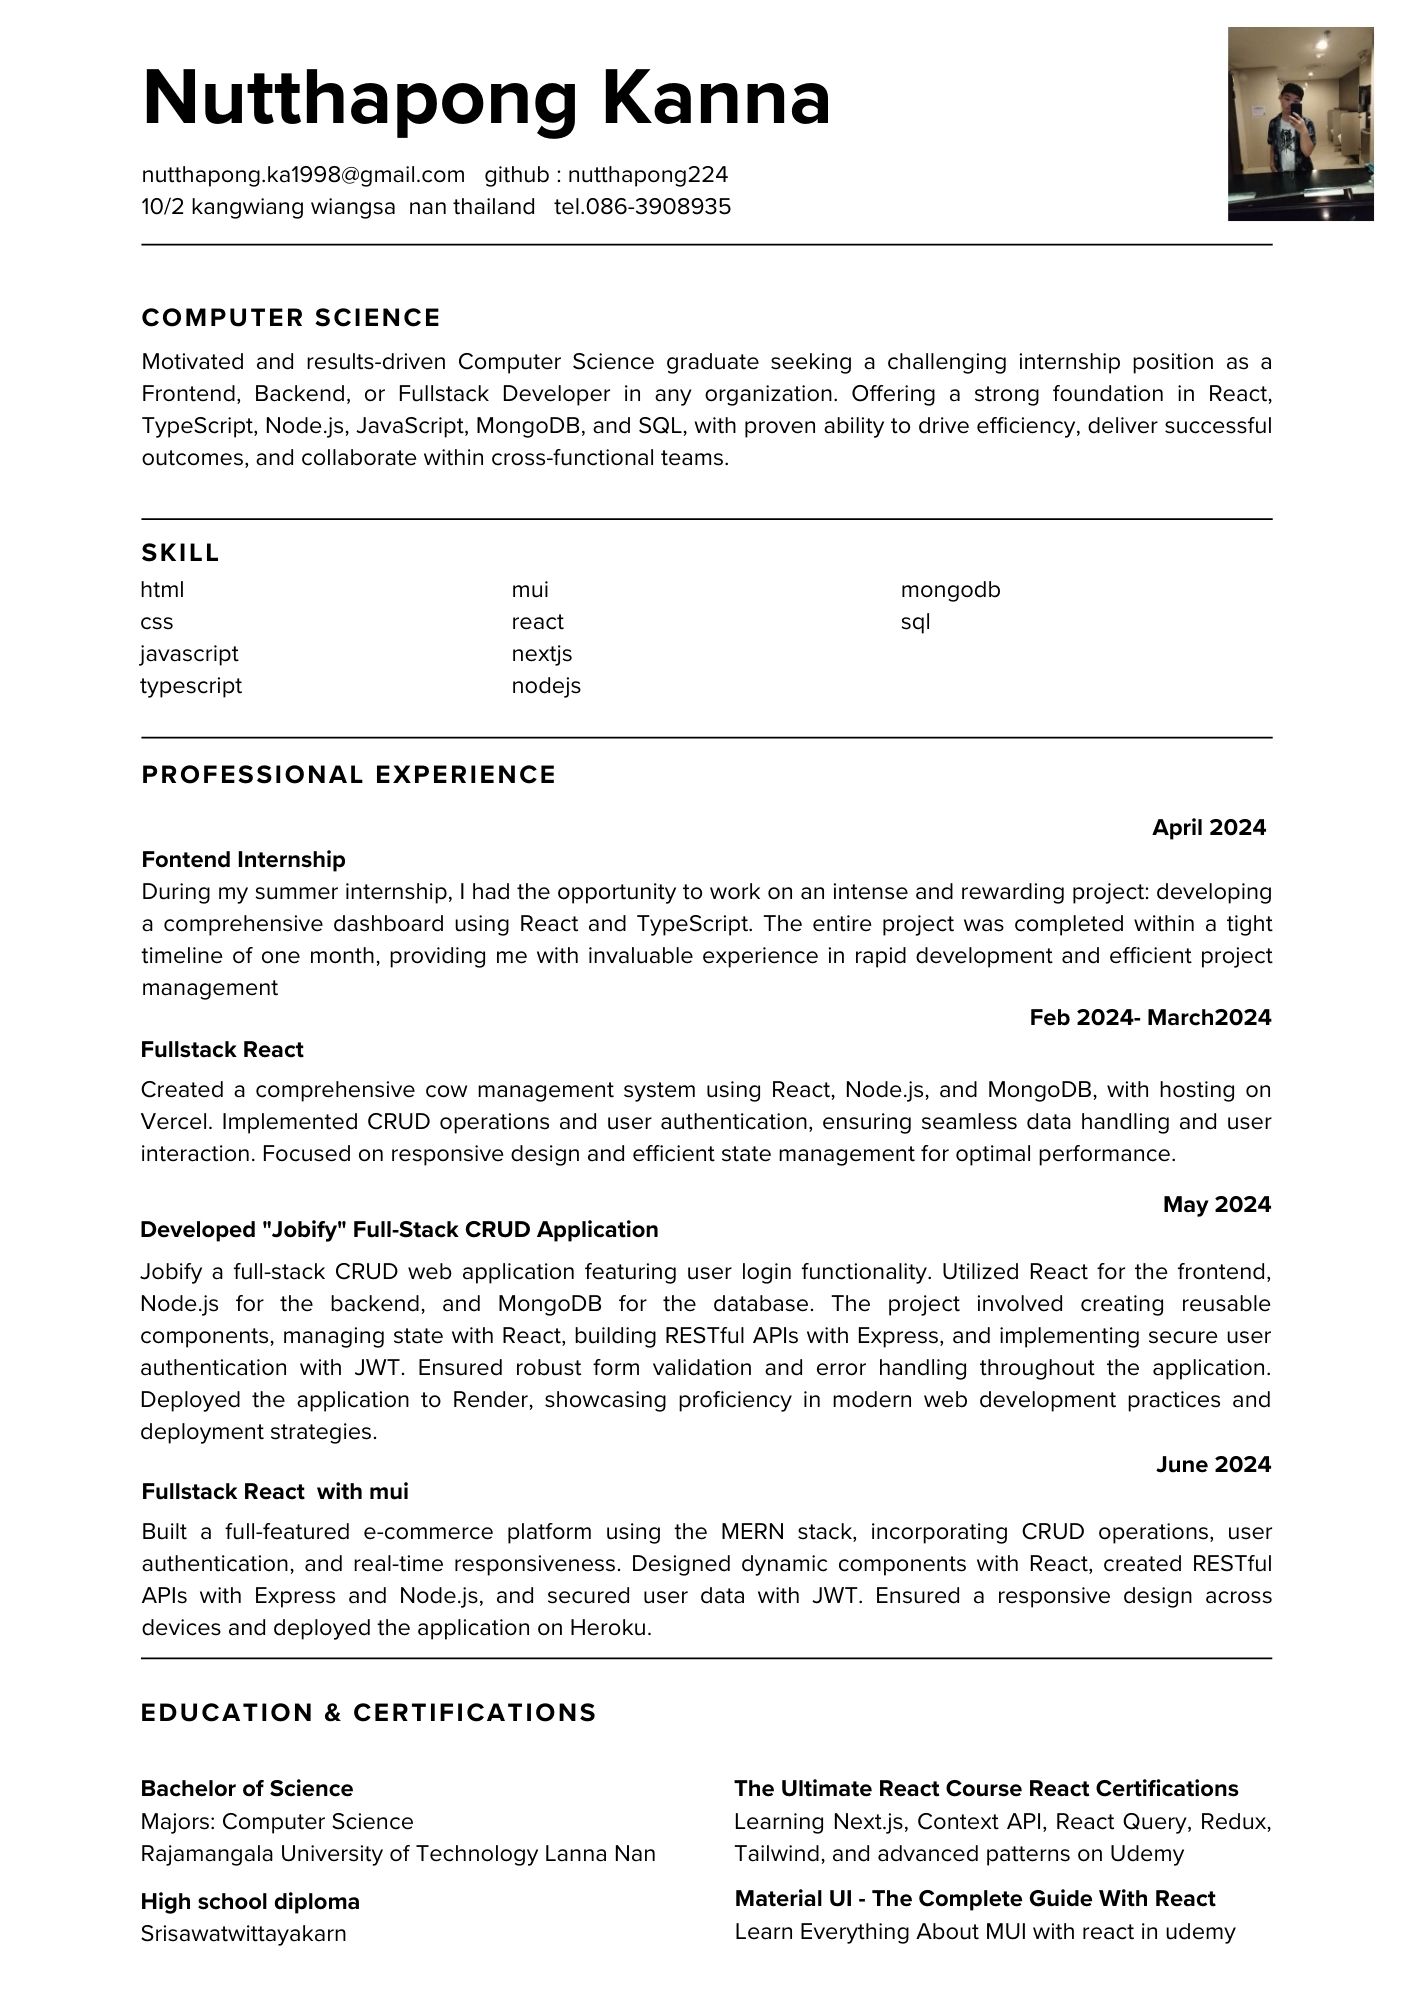 Nutthapong Kanna
nutthapong.ka1998@gmail.com github : nutthapong224
10/2 kangwiang wiangsa nan thailand tel.086-3908935
COMPUTER SCIENCE
Motivated and results-driven Computer Science graduate seeking a challenging internship position as a
Frontend, Backend, or Fullstack Developer in any organization. Offering a strong foundation in React,
TypeScript, Node.js, JavaScript, MongoDB, and SQL, with proven ability to drive efficiency, deliver successful
outcomes, and collaborate within cross-functional teams.
SKILL
html mui mongodb
css react sql
javascript nextjs
typescript nodejs
PROFESSIONAL EXPERIENCE
April 2024
Fontend Internship
During my summer internship, I had the opportunity to work on an intense and rewarding project: developing
a comprehensive dashboard using React and TypeScript. The entire project was completed within a tight
timeline of one month, providing me with invaluable experience in rapid development and efficient project
management
Feb 2024- March2024
Fullstack React
Created a comprehensive cow management system using React, Node.js, and MongoDB, with hosting on
Vercel. Implemented CRUD operations and user authentication, ensuring seamless data handling and user
interaction. Focused on responsive design and efficient state management for optimal performance.
May 2024
Developed "Jobify" Full-Stack CRUD Application
Jobify a full-stack CRUD web application featuring user login functionality. Utilized React for the frontend,
Node.js for the backend, and MongoDB for the database. The project involved creating reusable
components, managing state with React, building RESTful APIs with Express, and implementing secure user
authentication with JWT. Ensured robust form validation and error handling throughout the application.
Deployed the application to Render, showcasing proficiency in modern web development practices and
deployment strategies.
June 2024
Fullstack React with mui
Built a full-featured e-commerce platform using the MERN stack, incorporating CRUD operations, user
authentication, and real-time responsiveness. Designed dynamic components with React, created RESTful
APIs with Express and Node.js, and secured user data with JWT. Ensured a responsive design across
devices and deployed the application on Heroku.
EDUCATION & CERTIFICATIONS
Bachelor of Science
Majors: Computer Science
Rajamangala University of Technology Lanna Nan
High school diploma
Srisawatwittayakarn
The Ultimate React Course React Certifications
Learning Next.js, Context API, React Query, Redux,
Tailwind, and advanced patterns on Udemy
Material UI - The Complete Guide With React
Learn Everything About MUI with react in udemy